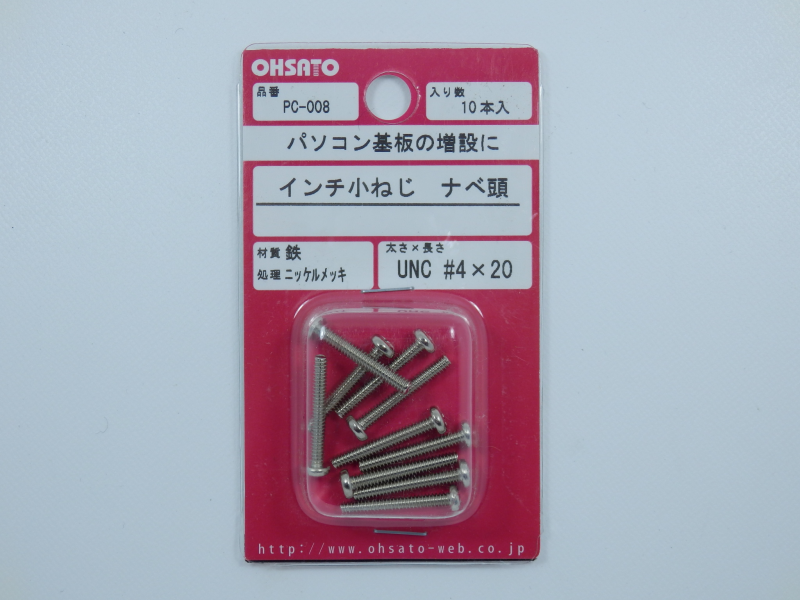 OHSATO
品番
PC-008
入り数
10本入
パソコン基板の増設に
インチ小ねじ ナベ頭
材質 鉄
処理 ニッケルメッキ
太さ×長さ
UNC #4×20
http://www.ohsato-web.co.jp